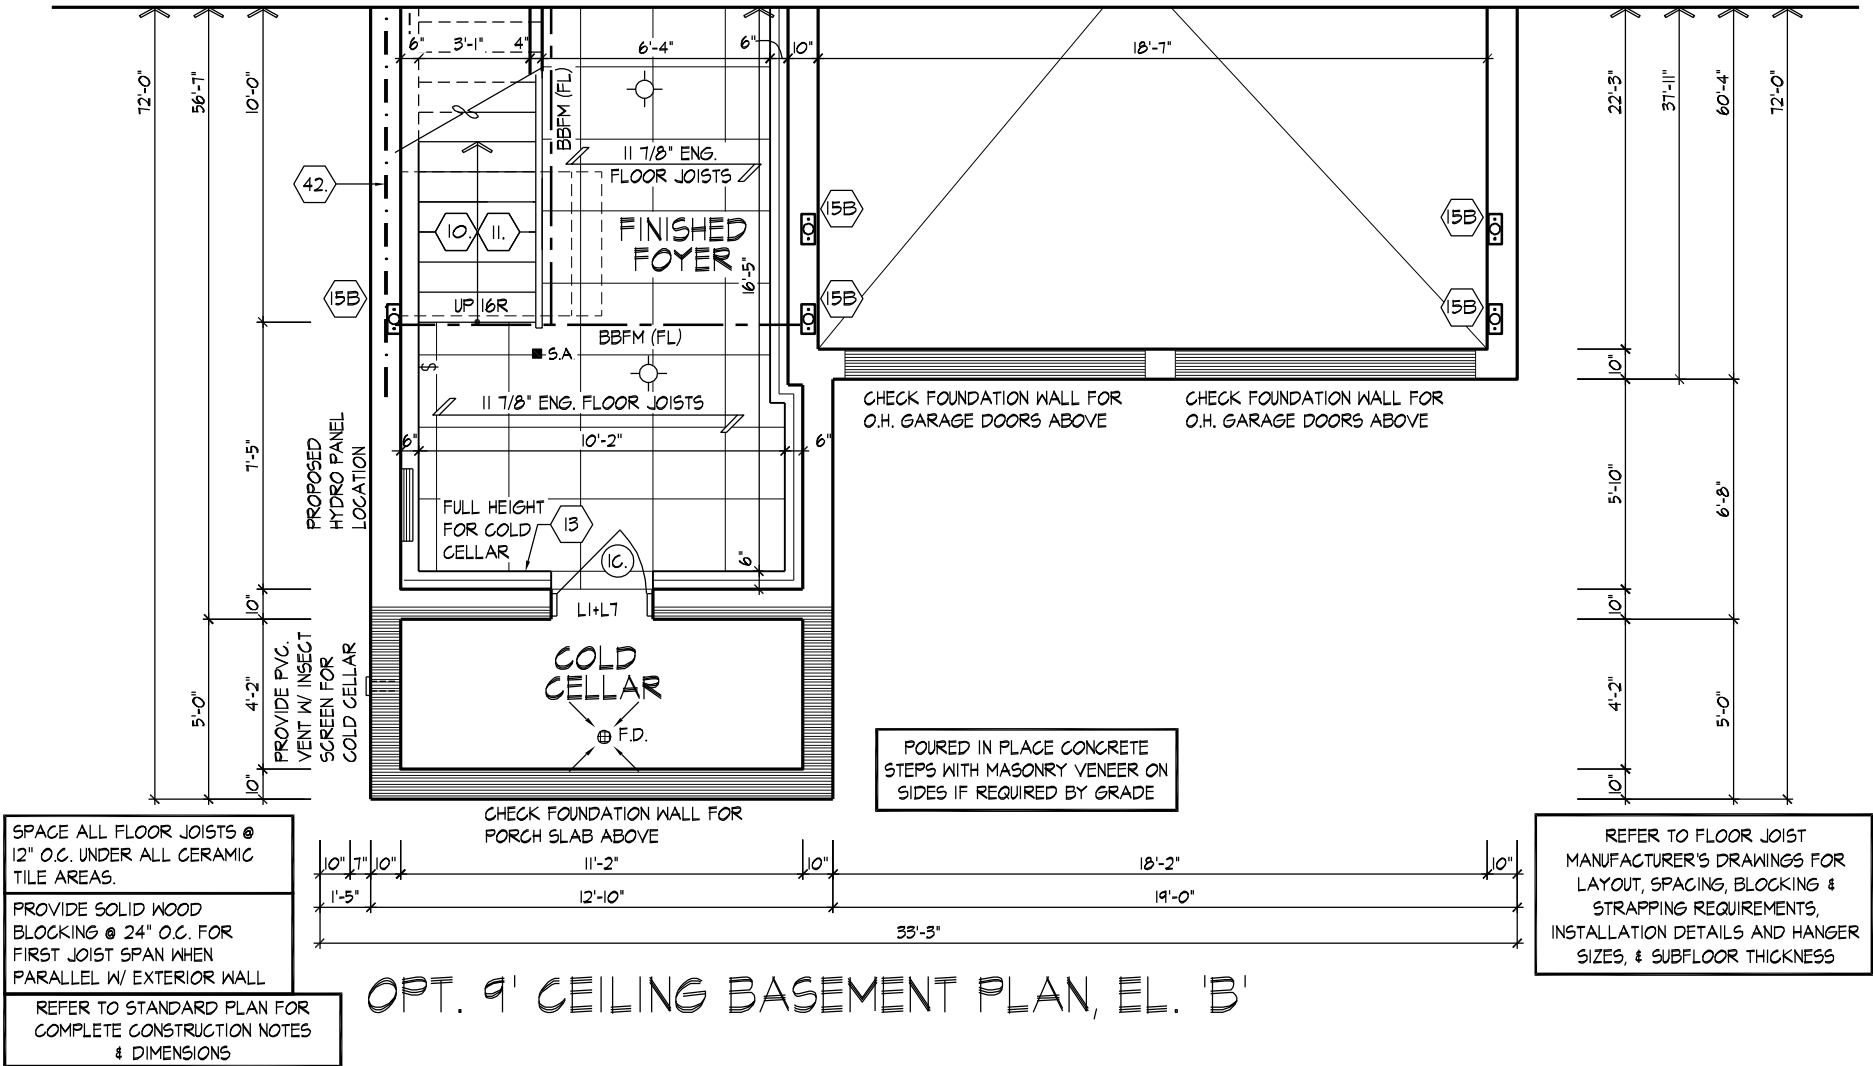 6" 3'-1" 4" 6'-4" 6" 10" 18'-7"
72'-0"
56'-7"
10'-0"
22'-3"
37'-11"
60'-4"
72'-0"
BBFM (FL)
11 7/8" ENG.
FLOOR JOISTS
42.
10. 11.
FINISHED
FOYER
16'-5"
15B
15B
15B
15B
15B
UP 16R
BBFM (FL)
S.A.
S
11 7/8" ENG. FLOOR JOISTS
6" 10'-2" 6"
CHECK FOUNDATION WALL FOR
O.H. GARAGE DOORS ABOVE
CHECK FOUNDATION WALL FOR
O.H. GARAGE DOORS ABOVE
10"
7'-5"
PROPOSED
HYDRO PANEL
LOCATION
5'-10"
6'-8"
FULL HEIGHT
FOR COLD
CELLAR
13
1C.
6"
10"
L1+L7
10"
COLD
CELLAR
F.D.
PROVIDE PVC.
VENT W/ INSECT
SCREEN FOR
COLD CELLAR
5'-0"
4'-2"
10"
4'-2"
5'-0"
10"
POURED IN PLACE CONCRETE
STEPS WITH MASONRY VENEER ON
SIDES IF REQUIRED BY GRADE
CHECK FOUNDATION WALL FOR
PORCH SLAB ABOVE
SPACE ALL FLOOR JOISTS @
12" O.C. UNDER ALL CERAMIC
TILE AREAS.
PROVIDE SOLID WOOD
BLOCKING @ 24" O.C. FOR
FIRST JOIST SPAN WHEN
PARALLEL W/ EXTERIOR WALL
REFER TO STANDARD PLAN FOR
COMPLETE CONSTRUCTION NOTES
& DIMENSIONS
10" 7" 10" 11'-2" 10" 18'-2" 10"
1'-5" 12'-10" 19'-0"
33'-3"
REFER TO FLOOR JOIST
MANUFACTURER'S DRAWINGS FOR
LAYOUT, SPACING, BLOCKING &
STRAPPING REQUIREMENTS,
INSTALLATION DETAILS AND HANGER
SIZES, & SUBFLOOR THICKNESS
OPT. 9' CEILING BASEMENT PLAN, EL. 'B'